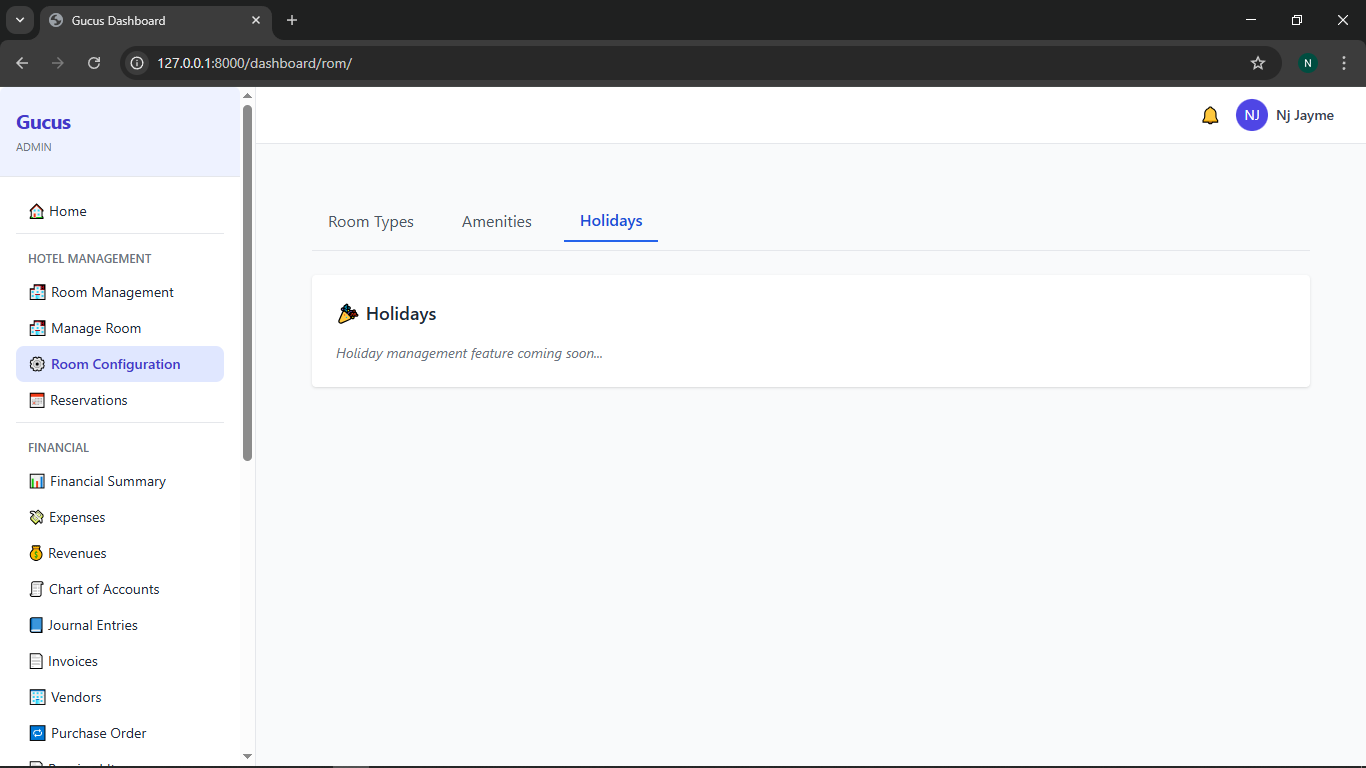 Gucus Dashboard
127.0.0.1:8000/dashboard/rom/
N
Gucus
ADMIN
NJ
Nj Jayme
Home
HOTEL MANAGEMENT
Room Management
Manage Room
Room Configuration
Reservations
FINANCIAL
Financial Summary
Expenses
Revenues
Chart of Accounts
Journal Entries
Invoices
Vendors
Purchase Order
Room Types
Amenities
Holidays
Holidays
Holiday management feature coming soon...